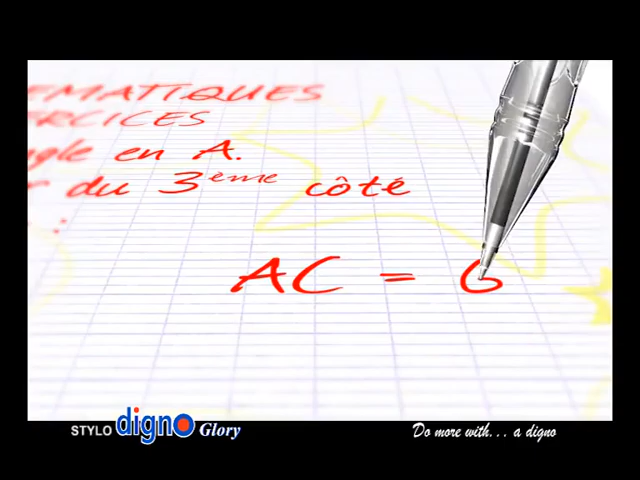 EMATIQUES
ERCICES
ngle en A.
r du 3ème côté
:
AC = 6
STYLO digno Glory
Do more with... a digno